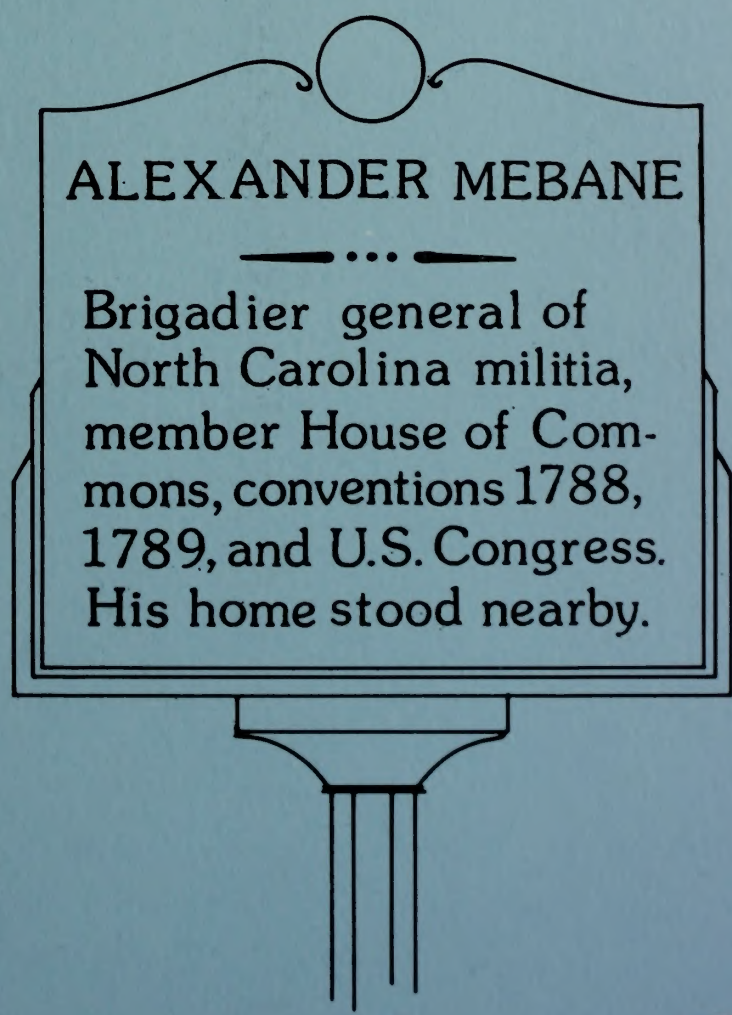 ALEXANDER MEBANE
Brigadier general of
North Carolina militia,
member House of Com-
mons, conventions 1788,
1789, and U.S. Congress.
His home stood nearby.